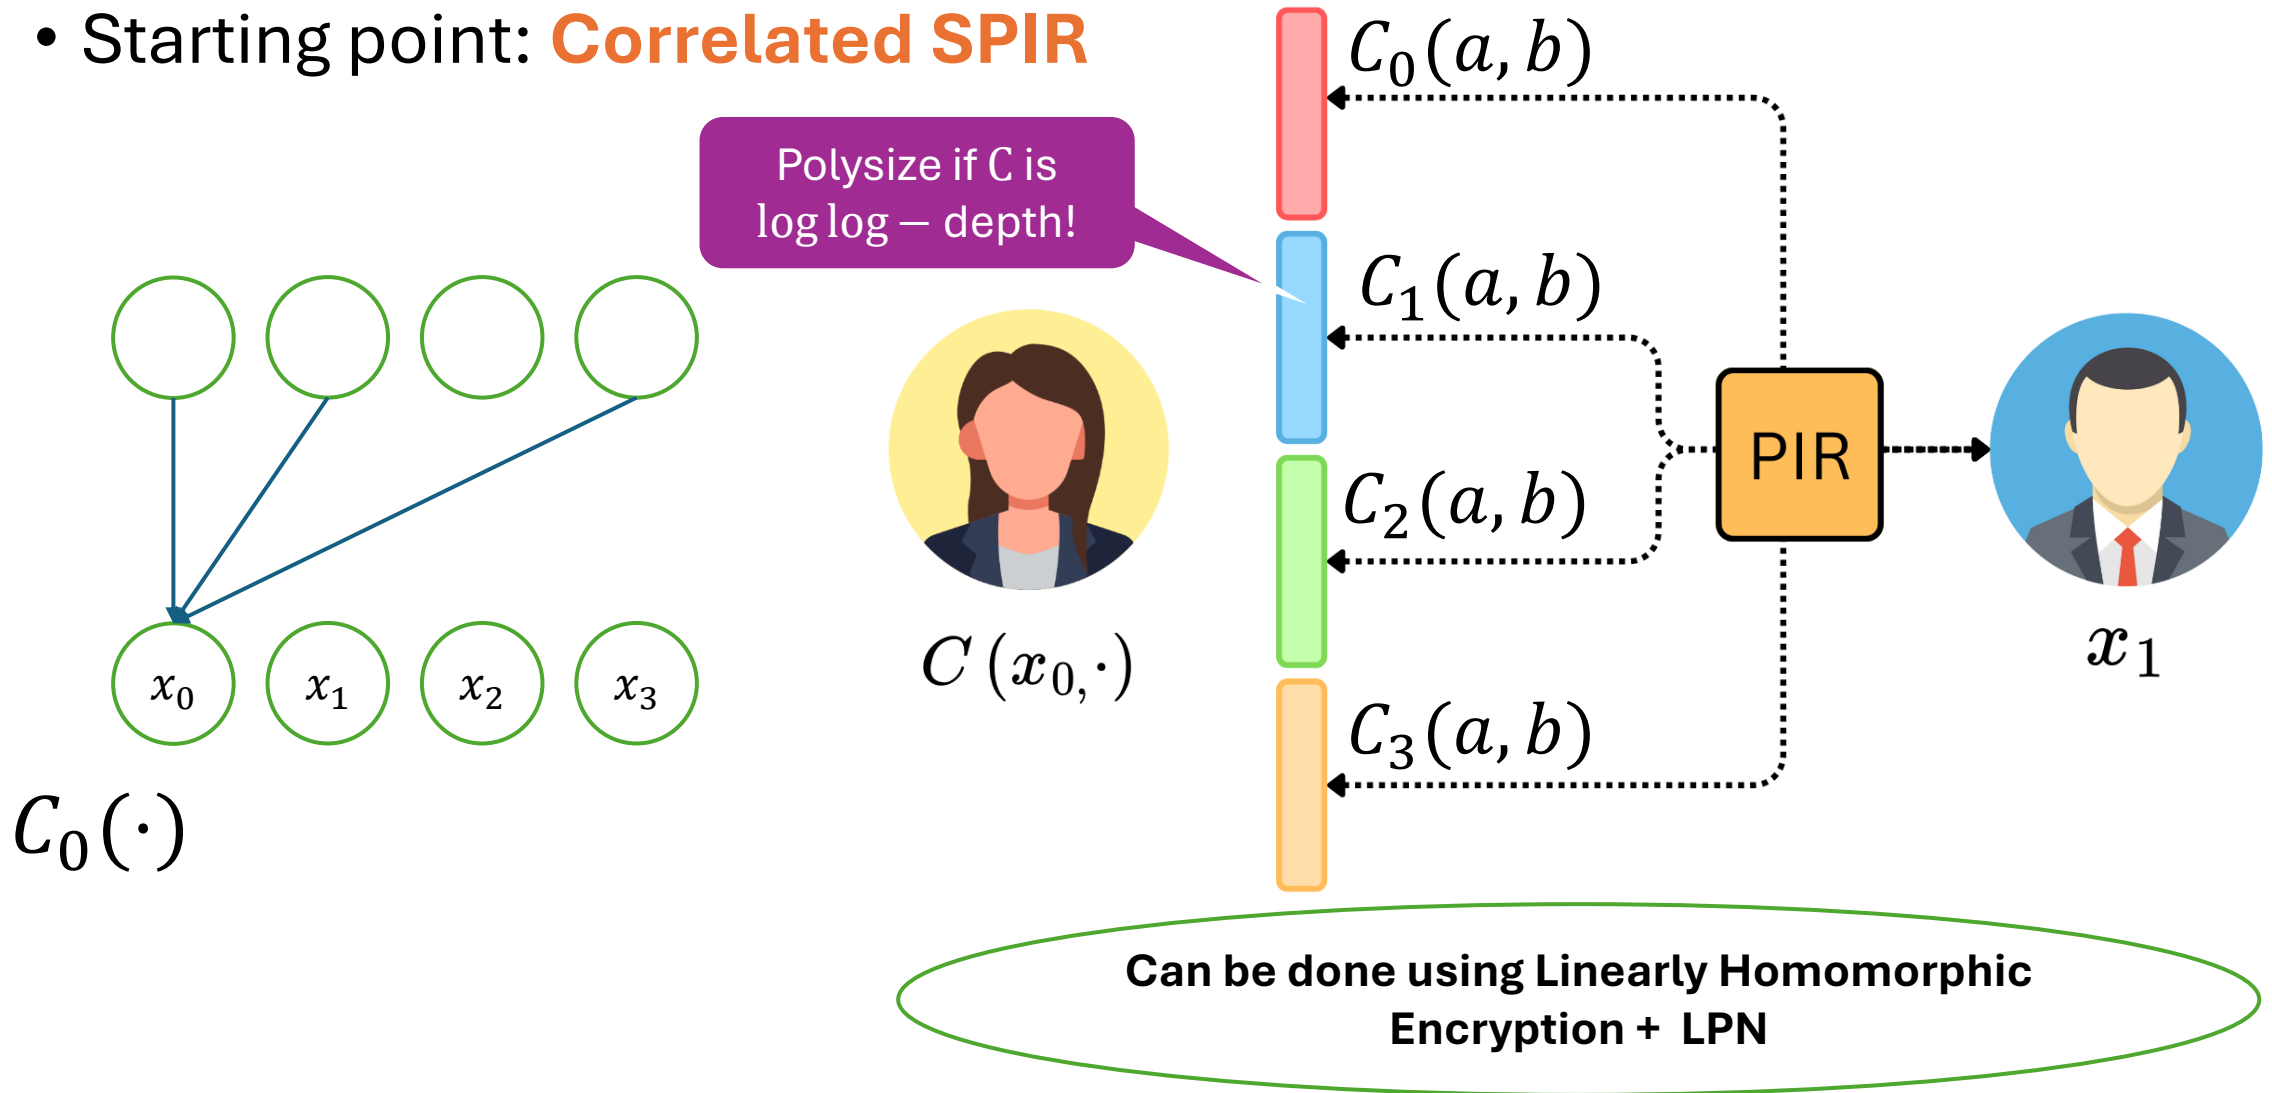 • Starting point: Correlated SPIR
Polysize if C is
log log − depth!
x₀ x₁ x₂ x₃
C₀(·)
C(x₀,·)
C₀(a, b)
C₁(a, b)
C₂(a, b)
C₃(a, b)
PIR
x₁
Can be done using Linearly Homomorphic
Encryption + LPN